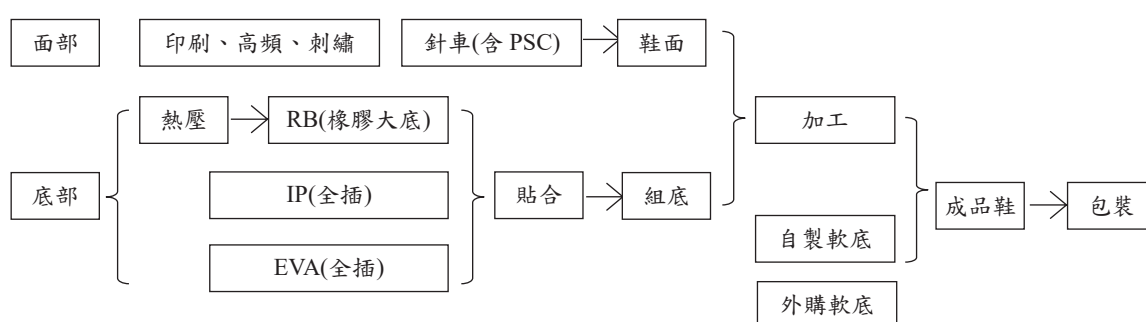 面部
印刷、高頻、刺繡
針車(含 PSC)
鞋面
熱壓
RB(橡膠大底)
加工
底部
IP(全插)
貼合
組底
成品鞋
包裝
自製軟底
EVA(全插)
外購軟底